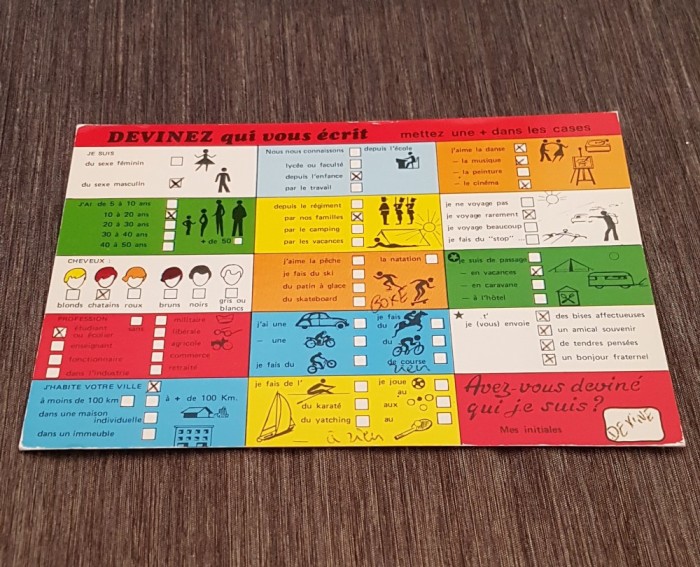 DEVINEZ qui vous écrit mettez une + dans les cases
JE SUIS
du sexe féminin
du sexe masculin
Nous nous connaissons depuis l'école
lycée ou faculté
depuis l'enfance
par le travail
j'aime la danse
- la musique
- la peinture
- le cinéma
J'AI de 5 à 10 ans
10 à 20 ans
20 à 30 ans
30 à 40 ans
40 à 50 ans + de 50
depuis le régiment
par nos familles
par le camping
par les vacances
je ne voyage pas
je voyage rarement
je voyage beaucoup
je fais du "stop" ...
CHEVEUX :
blonds châtains roux bruns noirs gris ou blancs
j'aime la pêche la natation
je fais du ski
du patin à glace
du skateboard
BOXE
je suis de passage
- en vacances
- en caravane
- à l'hôtel
PROFESSION sans
étudiant ou écolier
enseignant
fonctionnaire
dans l'industrie
militaire
libérale
agricole
commerce
retraité
j'ai une
- une
je fais du
je fais du
du
de course
rien
★ t'
je (vous) envoie
des bises affectueuses
un amical souvenir
de tendres pensées
un bonjour fraternel
J'HABITE VOTRE VILLE
à moins de 100 km à + de 100 Km.
dans une maison individuelle
dans un immeuble
je fais de l'
du karaté
du yatching
je joue au
aux
au
à rien
Avez-vous deviné
qui je suis?
Mes initiales
DEVINE